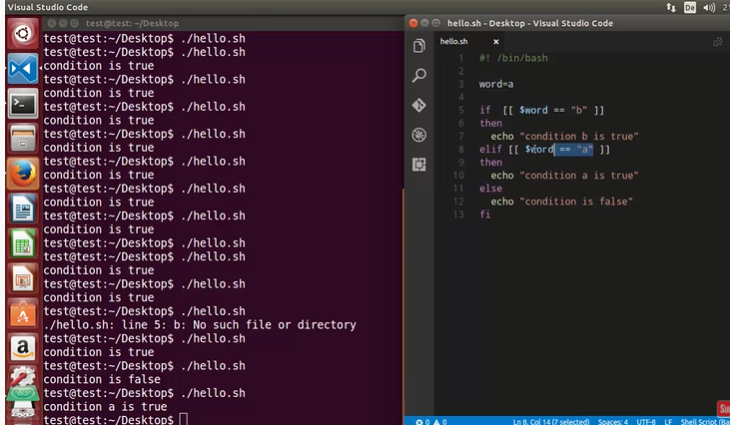 Visual Studio Code
De
test@test: ~/Desktop
test@test:~/Desktop$ ./hello.sh
test@test:~/Desktop$ ./hello.sh
condition is true
test@test:~/Desktop$ ./hello.sh
condition is true
test@test:~/Desktop$ ./hello.sh
condition is true
test@test:~/Desktop$ ./hello.sh
condition is true
test@test:~/Desktop$ ./hello.sh
condition is true
test@test:~/Desktop$ ./hello.sh
condition is true
test@test:~/Desktop$ ./hello.sh
condition is true
test@test:~/Desktop$ ./hello.sh
condition is true
test@test:~/Desktop$ ./hello.sh
condition is true
test@test:~/Desktop$ ./hello.sh
./hello.sh: line 5: b: No such file or directory
test@test:~/Desktop$ ./hello.sh
condition is true
test@test:~/Desktop$ ./hello.sh
condition is false
test@test:~/Desktop$ ./hello.sh
condition a is true
test@test:~/Desktop$
hello.sh - Desktop - Visual Studio Code
hello.sh
1 #! /bin/bash
2
3 word=a
4
5 if [[ $word == "b" ]]
6 then
7 echo "condition b is true"
8 elif [[ $word == "a" ]]
9 then
10 echo "condition a is true"
11 else
12 echo "condition is false"
13 fi
0 0 Ln 8, Col 14 (7 selected) Spaces: 4 UTF-8 LF Shell Script (Ba